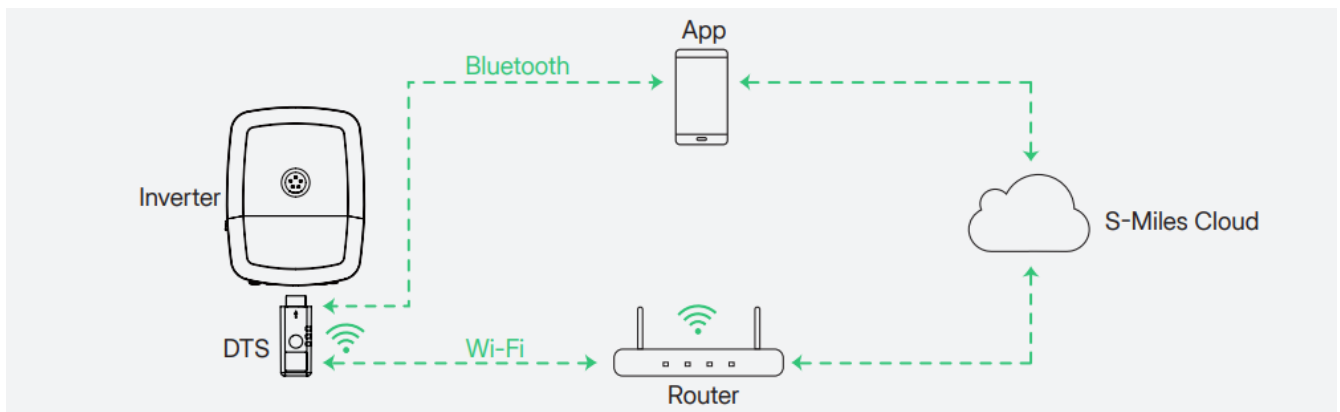 App
Bluetooth
Inverter
S-Miles Cloud
DTS
Wi-Fi
Router